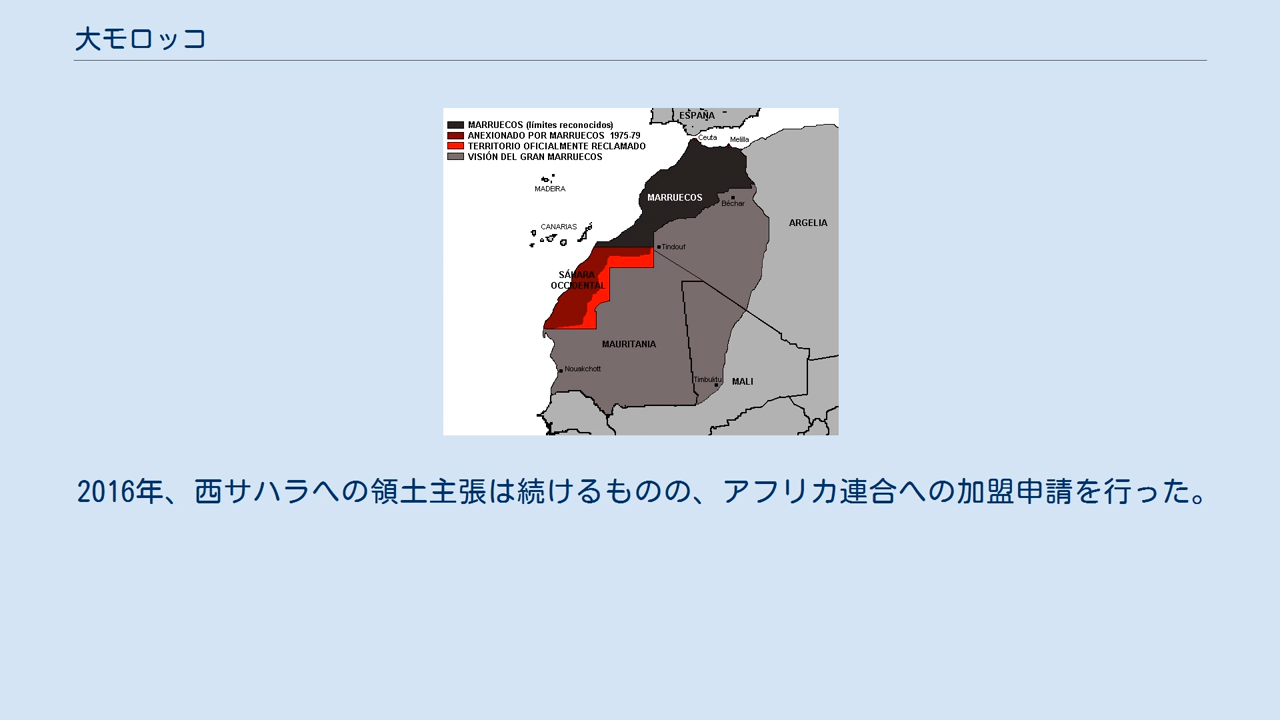 大モロッコ
MARRUECOS (límites reconocidos)
ANEXIONADO POR MARRUECOS 1975-79
TERRITORIO OFICIALMENTE RECLAMADO
VISIÓN DEL GRAN MARRUECOS
ESPAÑA
Ceuta
Melilla
MADEIRA
MARRUECOS
Béchar
CANARIAS
ARGELIA
Tindouf
SÁHARA
OCCIDENTAL
MAURITANIA
Nouakchott
Timbuktu
MALI
2016年、西サハラへの領土主張は続けるものの、アフリカ連合への加盟申請を行った。